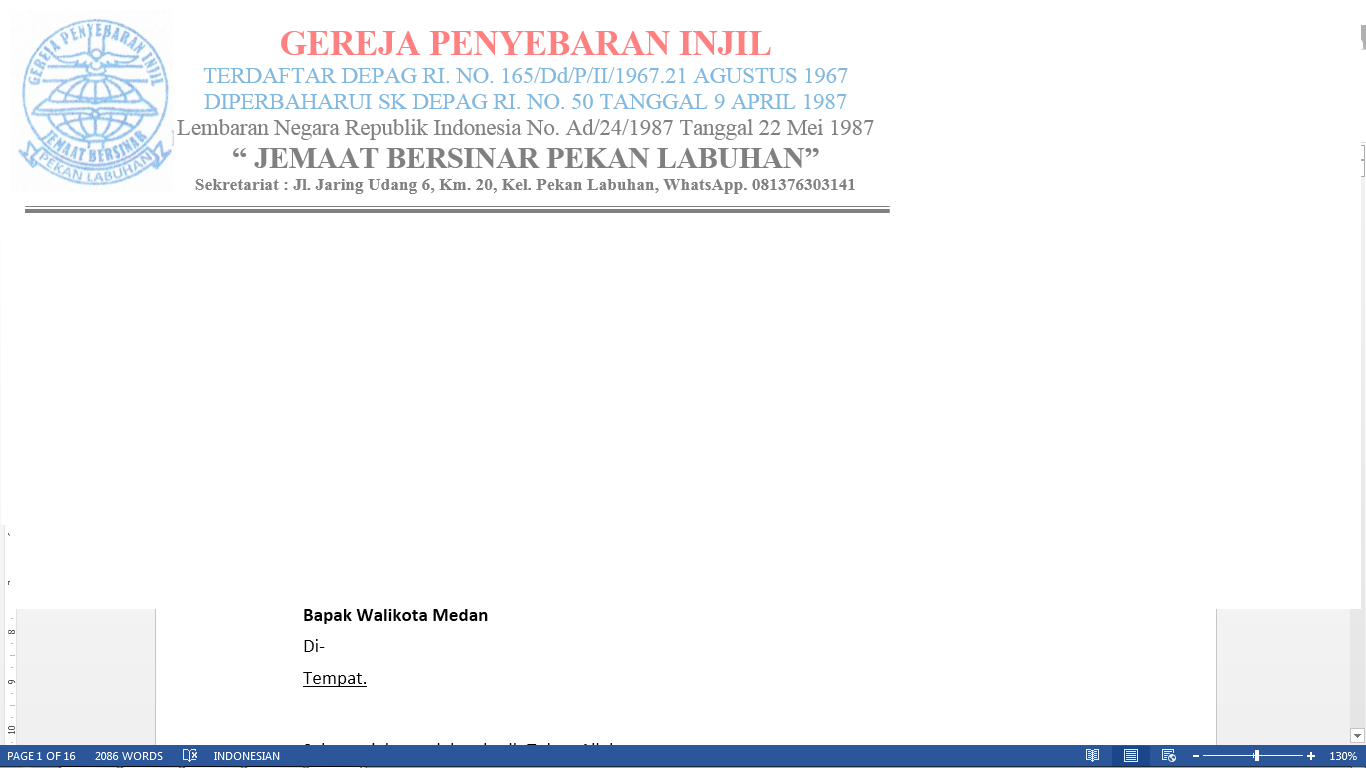 GEREJA PENYEBARAN INJIL
JEMAAT BERSINAR
PEKAN LABUHAN
GEREJA PENYEBARAN INJIL
TERDAFTAR DEPAG RI. NO. 165/Dd/P/II/1967.21 AGUSTUS 1967
DIPERBAHARUI SK DEPAG RI. NO. 50 TANGGAL 9 APRIL 1987
Lembaran Negara Republik Indonesia No. Ad/24/1987 Tanggal 22 Mei 1987
“ JEMAAT BERSINAR PEKAN LABUHAN”
Sekretariat : Jl. Jaring Udang 6, Km. 20, Kel. Pekan Labuhan, WhatsApp. 081376303141
Bapak Walikota Medan
Di-
Tempat.
8
9
10
PAGE 1 OF 16 2086 WORDS INDONESIAN 130%